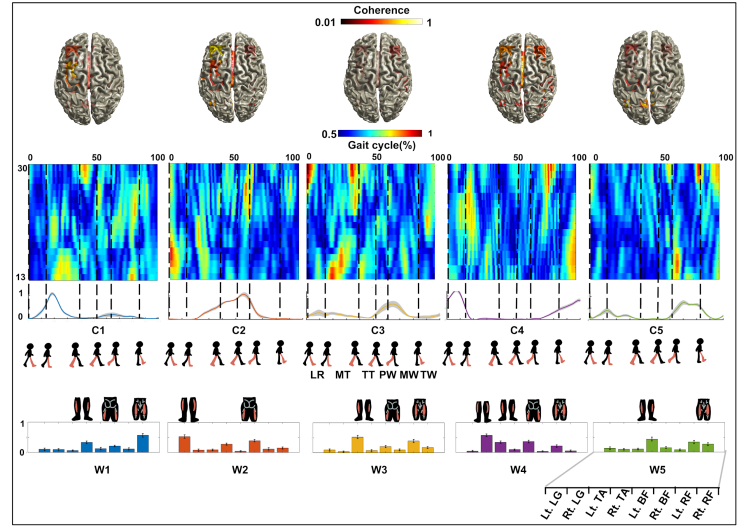 Coherence
0.01 1
0.5 1
Gait cycle(%)
0 50 100 0 50 100 0 50 100 0 50 100 0 50 100
30
13
1
0
C1 C2 C3 C4 C5
LR MT TT PW MW TW
1
0
W1 W2 W3 W4 W5
Lt. LG
Rt. LG
Lt. TA
Rt. TA
Lt. BF
Rt. BF
Lt. RF
Rt. RF